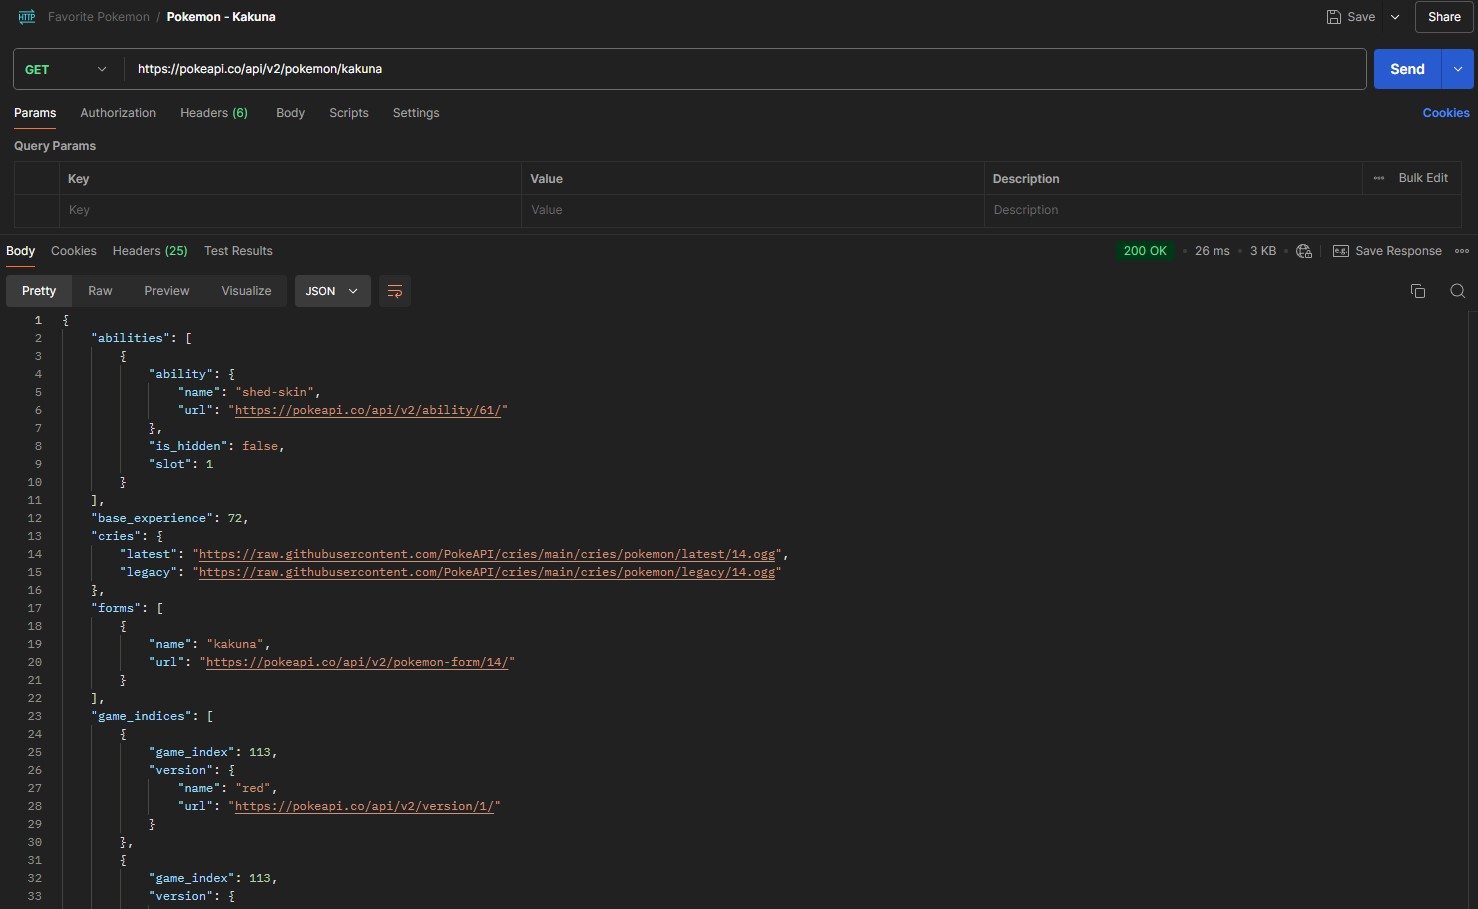 HTTP Favorite Pokemon / Pokemon - Kakuna Save Share
GET https://pokeapi.co/api/v2/pokemon/kakuna Send
Params Authorization Headers (6) Body Scripts Settings Cookies
Query Params
Key Value Description ••• Bulk Edit
Key Value Description
Body Cookies Headers (25) Test Results 200 OK • 26 ms • 3 KB • e.g. Save Response •••
Pretty Raw Preview Visualize JSON
1 {
2 "abilities": [
3 {
4 "ability": {
5 "name": "shed-skin",
6 "url": "https://pokeapi.co/api/v2/ability/61/"
7 },
8 "is_hidden": false,
9 "slot": 1
10 }
11 ],
12 "base_experience": 72,
13 "cries": {
14 "latest": "https://raw.githubusercontent.com/PokeAPI/cries/main/cries/pokemon/latest/14.ogg",
15 "legacy": "https://raw.githubusercontent.com/PokeAPI/cries/main/cries/pokemon/legacy/14.ogg"
16 },
17 "forms": [
18 {
19 "name": "kakuna",
20 "url": "https://pokeapi.co/api/v2/pokemon-form/14/"
21 }
22 ],
23 "game_indices": [
24 {
25 "game_index": 113,
26 "version": {
27 "name": "red",
28 "url": "https://pokeapi.co/api/v2/version/1/"
29 }
30 },
31 {
32 "game_index": 113,
33 "version": {